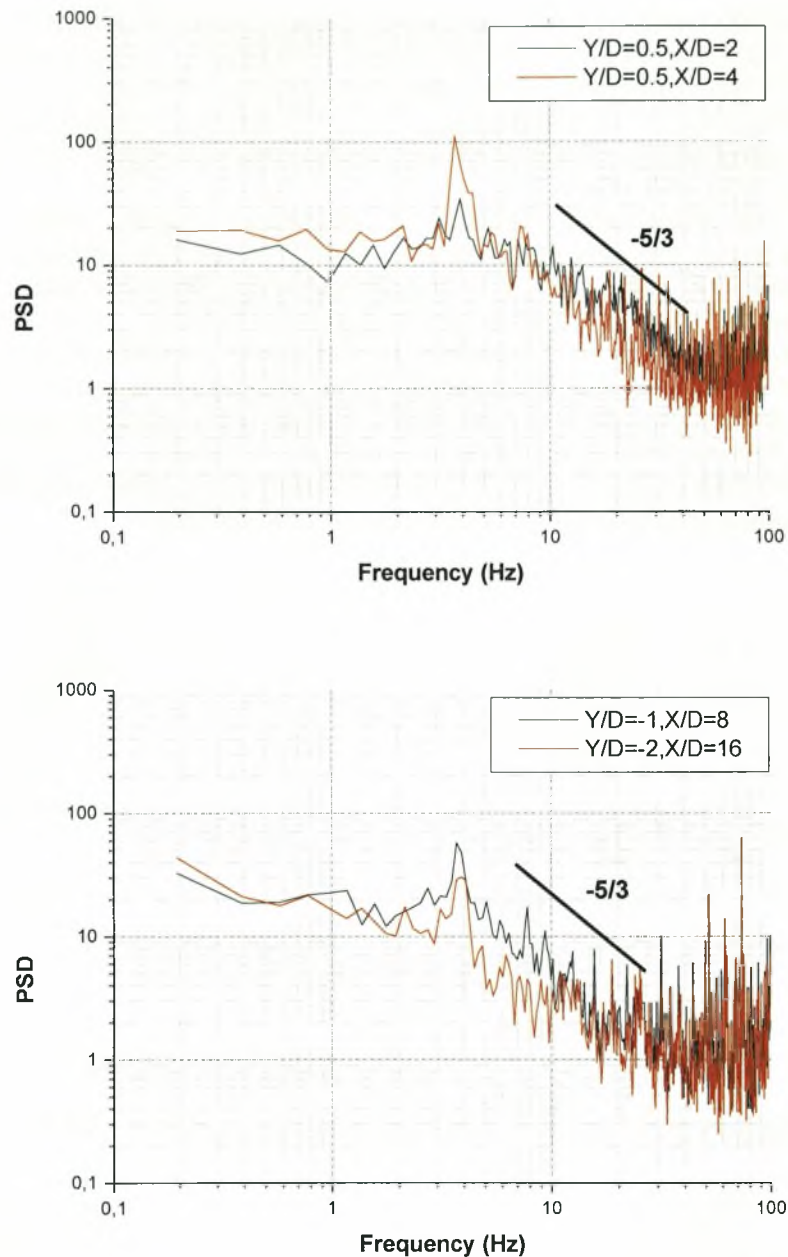 1000
100
10
1
0,1
PSD
Y/D=0.5,X/D=2
Y/D=0.5,X/D=4
-5/3
0,1
1
10
100
Frequency (Hz)
1000
100
10
1
0,1
PSD
Y/D=-1,X/D=8
Y/D=-2,X/D=16
-5/3
0,1
1
10
100
Frequency (Hz)